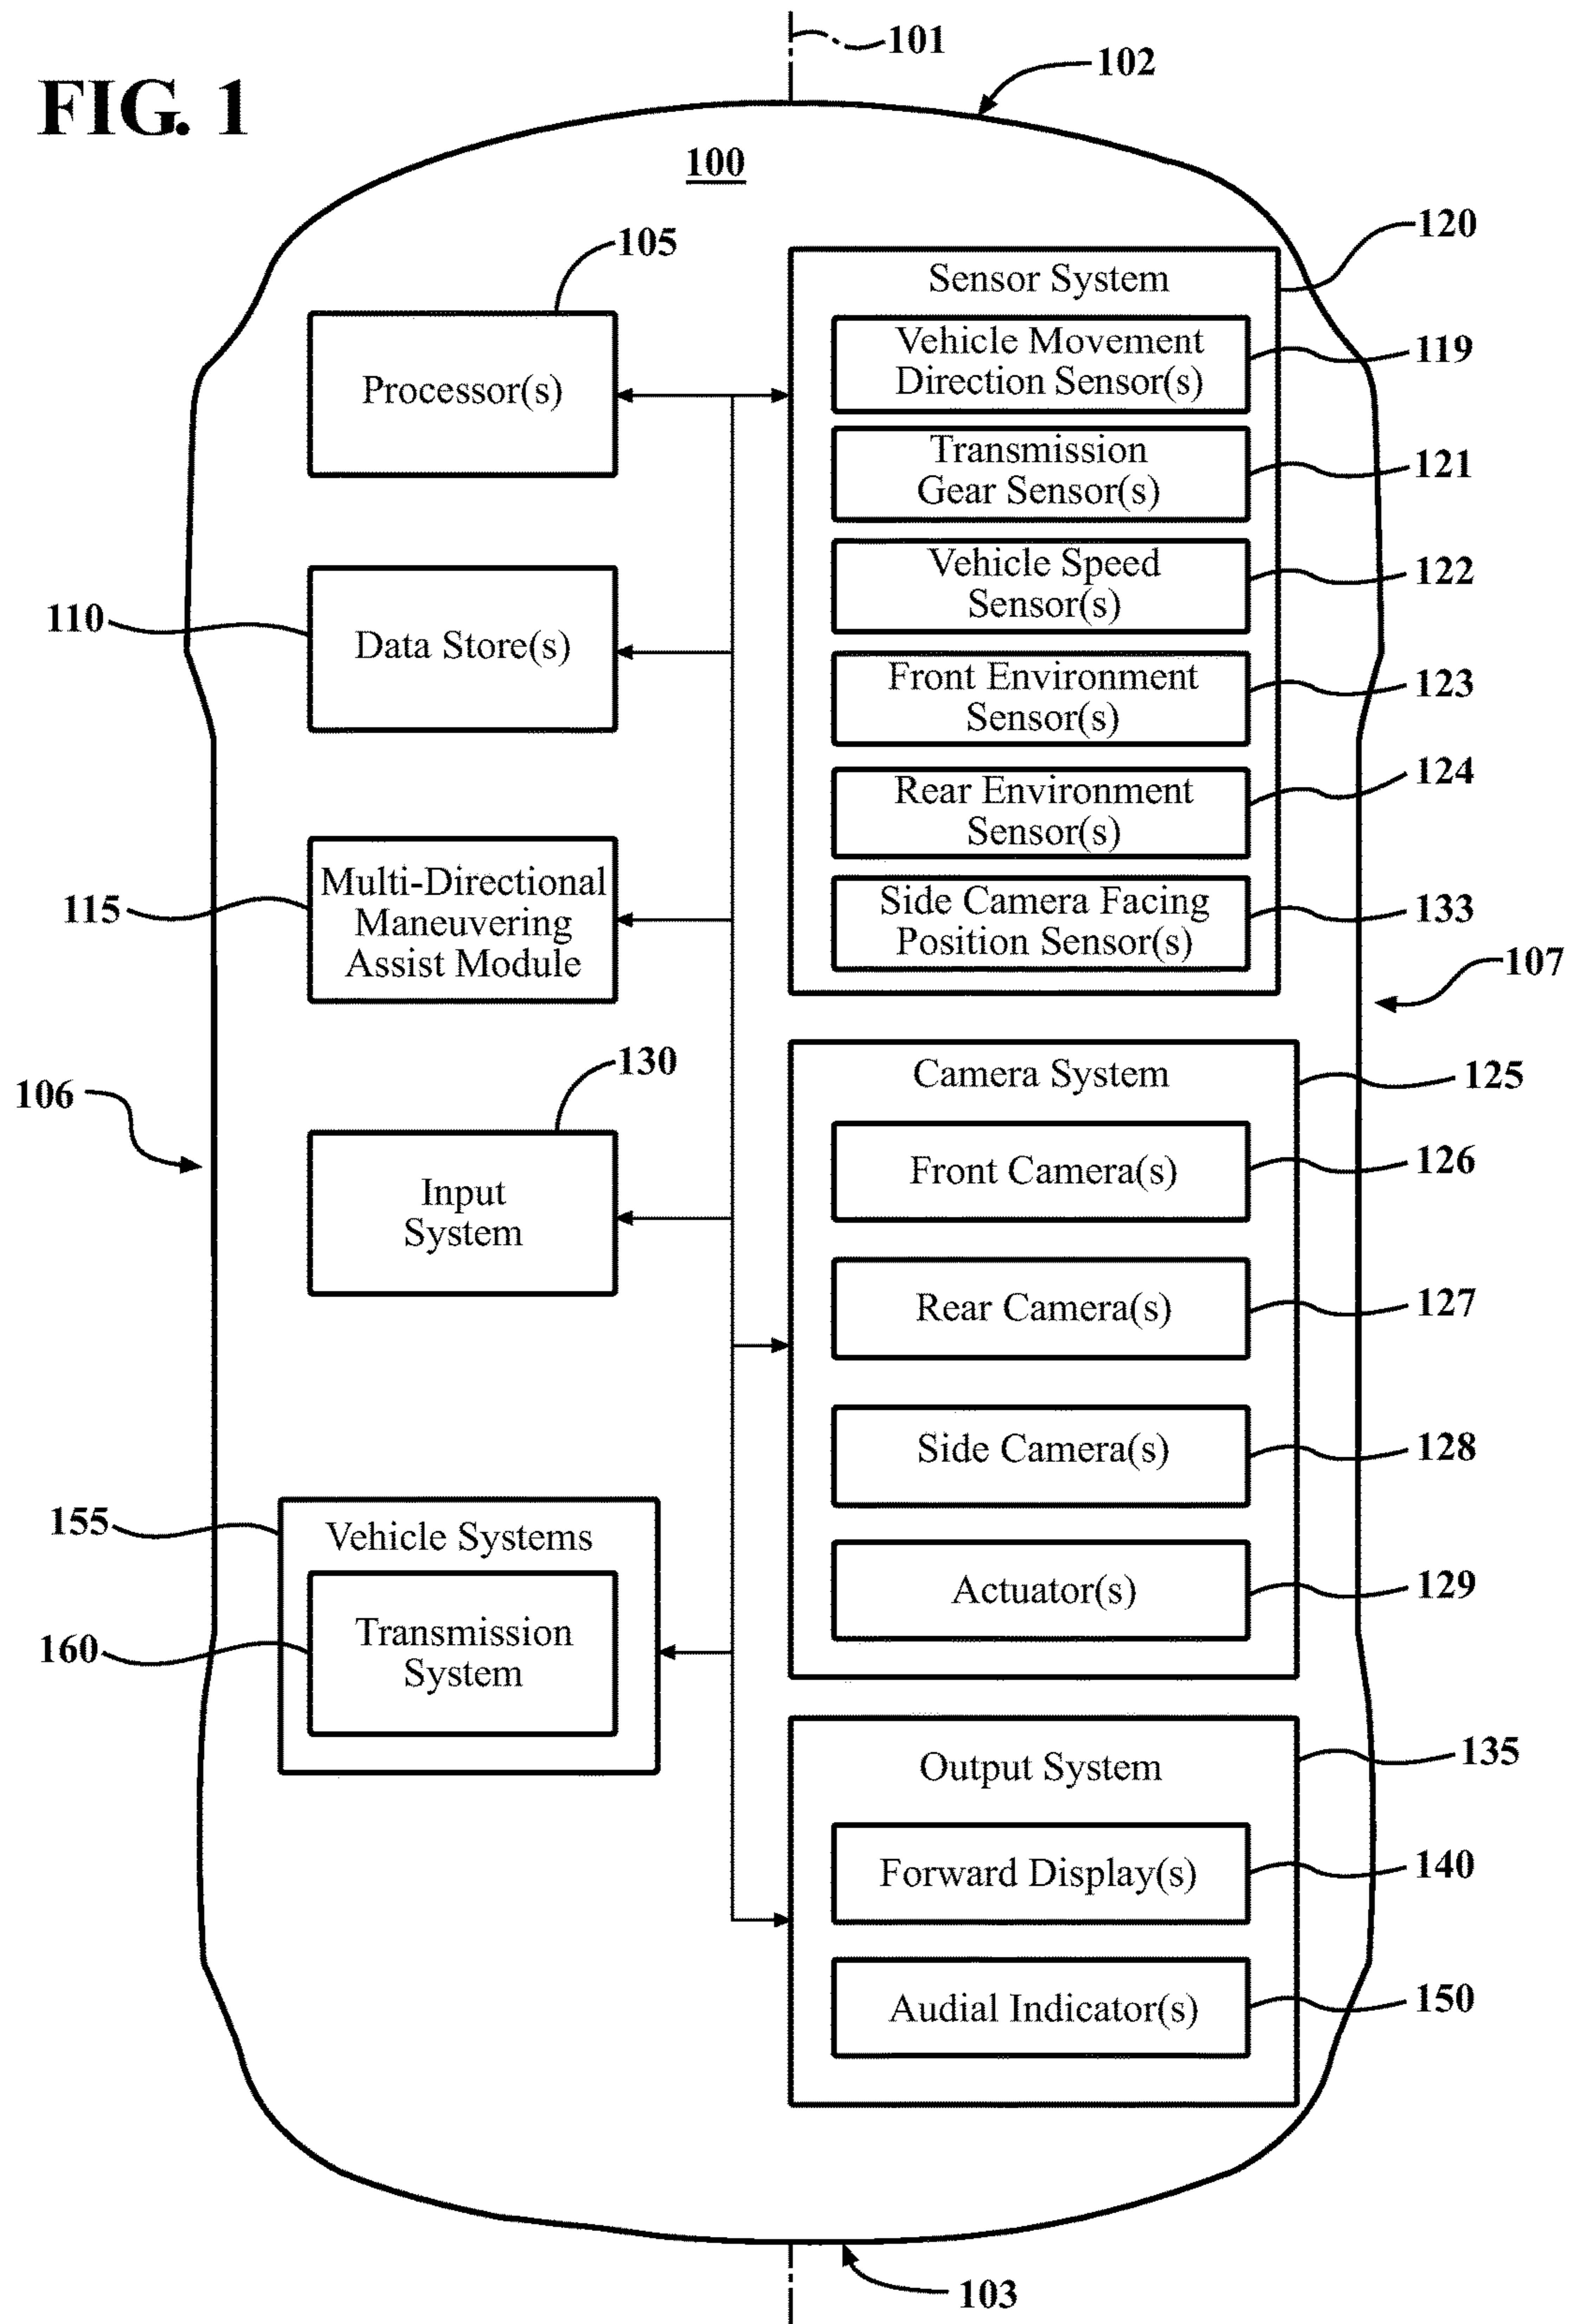 FIG. 1
101
102
100
105
120
Sensor System
Processor(s)
Vehicle Movement
Direction Sensor(s)
119
Transmission
Gear Sensor(s)
121
110
Data Store(s)
Vehicle Speed
Sensor(s)
122
Front Environment
Sensor(s)
123
Rear Environment
Sensor(s)
124
115
Multi-Directional
Maneuvering
Assist Module
Side Camera Facing
Position Sensor(s)
133
107
106
130
Input
System
Camera System
125
Front Camera(s)
126
Rear Camera(s)
127
Side Camera(s)
128
Actuator(s)
129
155
Vehicle Systems
160
Transmission
System
Output System
135
Forward Display(s)
140
Audial Indicator(s)
150
103